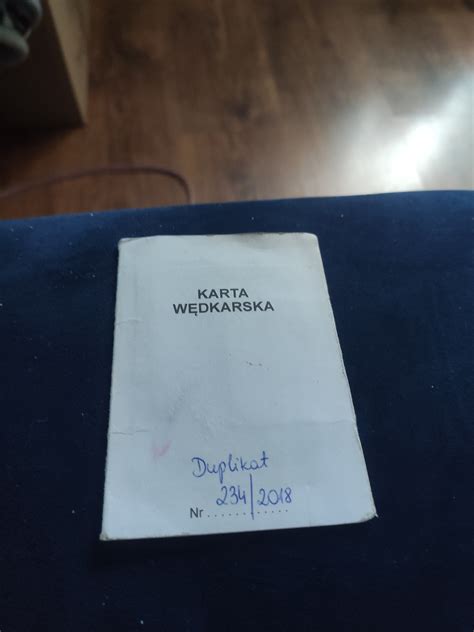 KARTA
WĘDKARSKA
Duplikat
234/2018
Nr ............